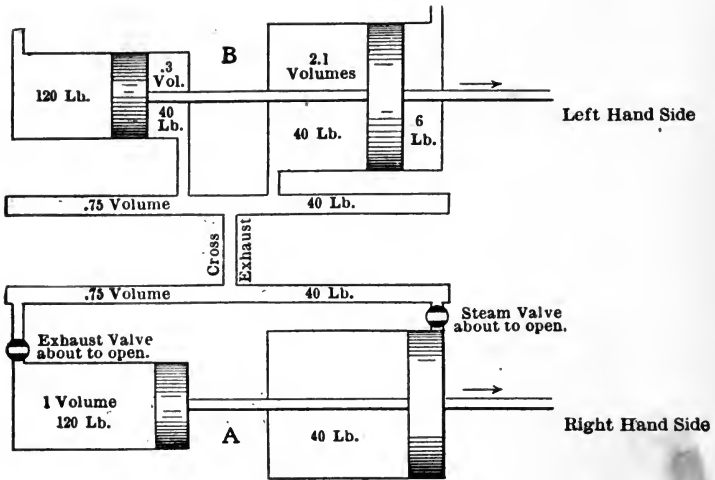 B
.3
Vol.
2.1
Volumes
120 Lb.
40
Lb.
40 Lb.
6
Lb.
Left Hand Side
.75 Volume
40 Lb.
Cross
Exhaust
.75 Volume
40 Lb.
Exhaust Valve
about to open.
Steam Valve
about to open.
1 Volume
120 Lb.
A
40 Lb.
Right Hand Side